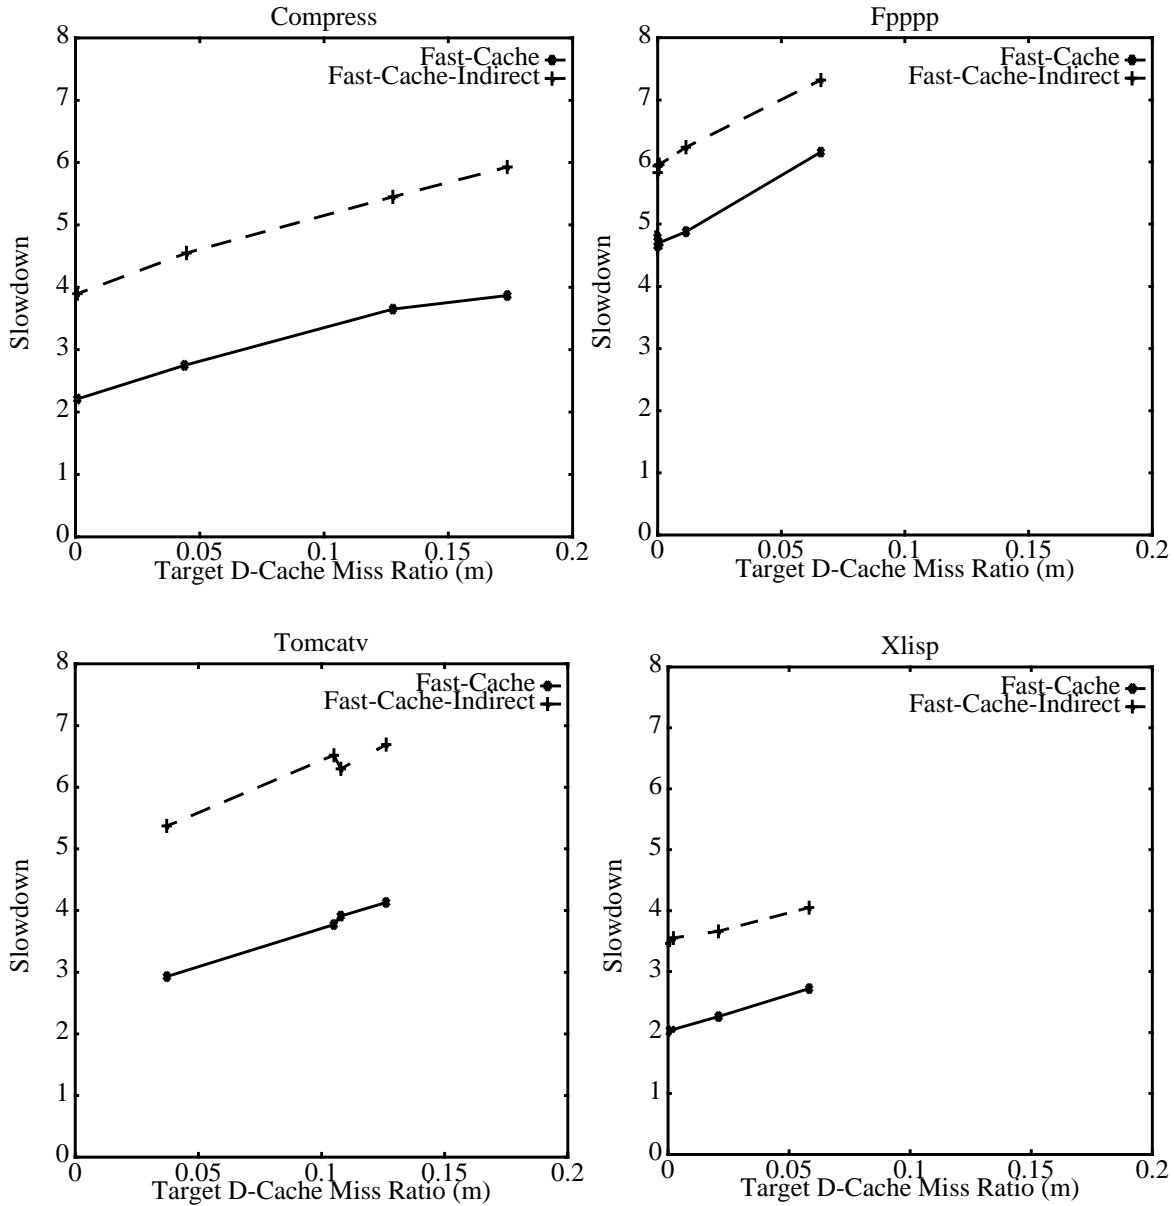 Compress
8
7
6
5
4
3
2
1
0
Slowdown
Fast-Cache
Fast-Cache-Indirect
0 0.05 0.1 0.15 0.2
Target D-Cache Miss Ratio (m)
Fpppp
8
7
6
5
4
3
2
1
0
Slowdown
Fast-Cache
Fast-Cache-Indirect
0 0.05 0.1 0.15 0.2
Target D-Cache Miss Ratio (m)
Tomcatv
8
7
6
5
4
3
2
1
0
Slowdown
Fast-Cache
Fast-Cache-Indirect
0 0.05 0.1 0.15 0.2
Target D-Cache Miss Ratio (m)
Xlisp
8
7
6
5
4
3
2
1
0
Slowdown
Fast-Cache
Fast-Cache-Indirect
0 0.05 0.1 0.15 0.2
Target D-Cache Miss Ratio (m)